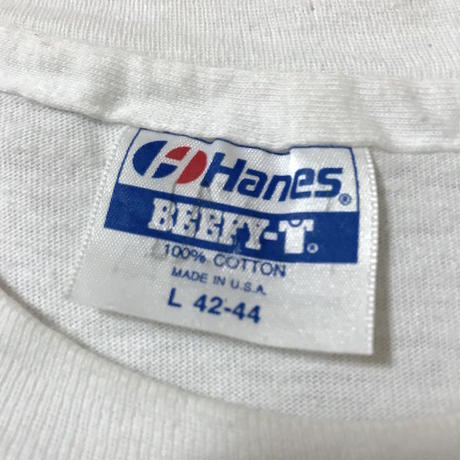 Hanes®
BEEFY-T®
100% COTTON
MADE IN U.S.A.
L 42-44